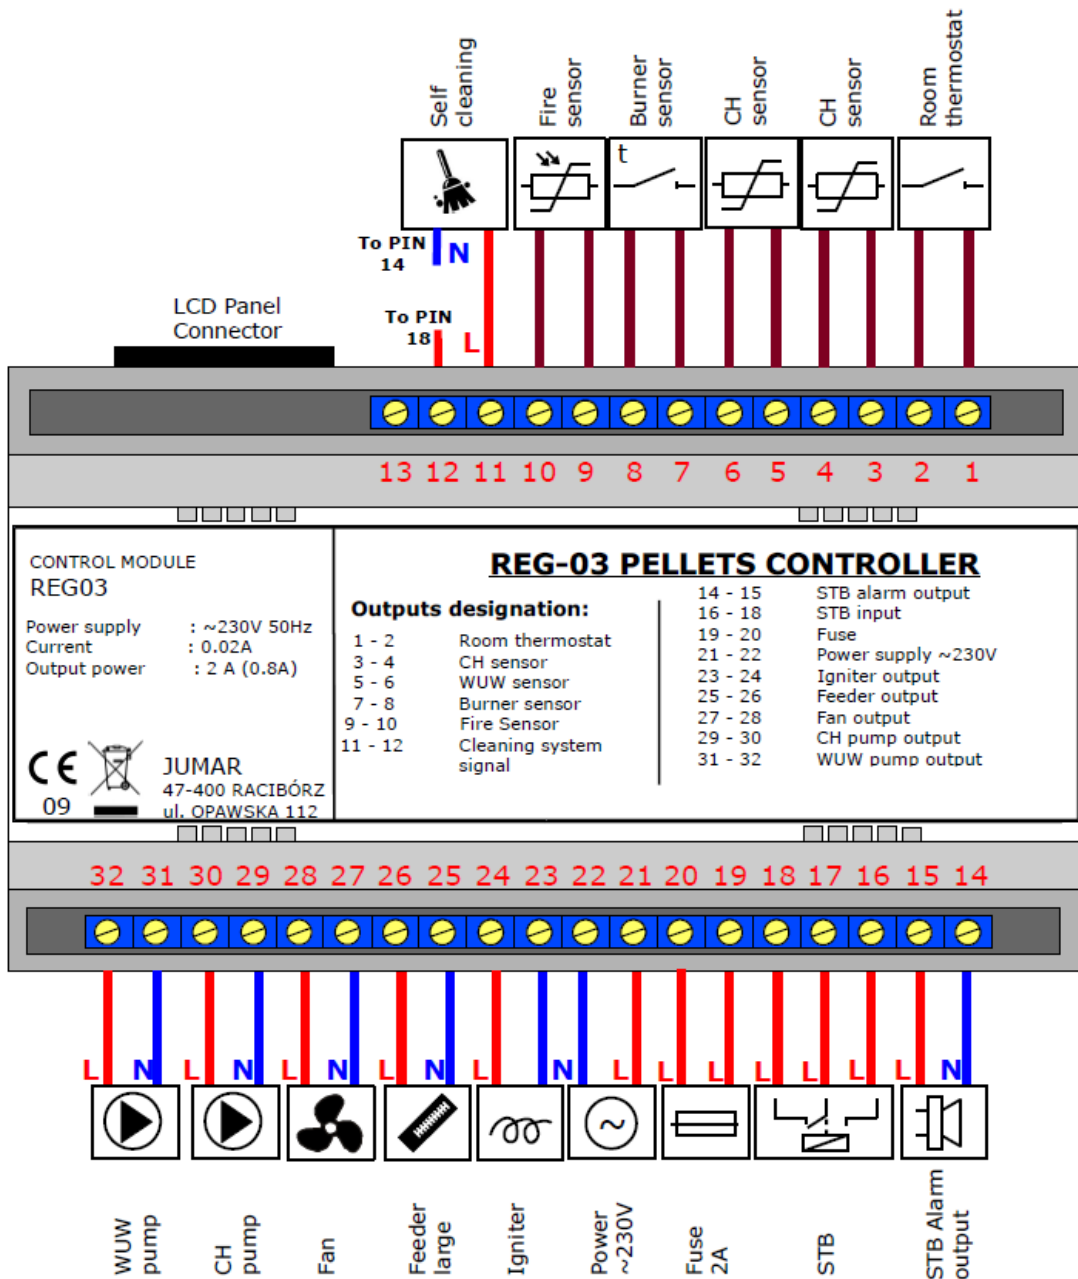 Self
cleaning
Fire
sensor
Burner
sensor
CH
sensor
CH
sensor
Room
thermostat
t
To PIN
14
N
To PIN
18
L
LCD Panel
Connector
13 12 11 10 9 8 7 6 5 4 3 2 1
CONTROL MODULE
REG03
Power supply : ~230V 50Hz
Current : 0.02A
Output power : 2 A (0.8A)
CE
09
JUMAR
47-400 RACIBÓRZ
ul. OPAWSKA 112
REG-03 PELLETS CONTROLLER
Outputs designation:
1 - 2 Room thermostat
3 - 4 CH sensor
5 - 6 WUW sensor
7 - 8 Burner sensor
9 - 10 Fire Sensor
11 - 12 Cleaning system
signal
14 - 15 STB alarm output
16 - 18 STB input
19 - 20 Fuse
21 - 22 Power supply ~230V
23 - 24 Igniter output
25 - 26 Feeder output
27 - 28 Fan output
29 - 30 CH pump output
31 - 32 WUW pump output
32 31 30 29 28 27 26 25 24 23 22 21 20 19 18 17 16 15 14
L N L N L N L N L N L L L L L L L N
WUW
pump
CH
pump
Fan
Feeder
large
Igniter
Power
~230V
Fuse
2A
STB
STB Alarm
output